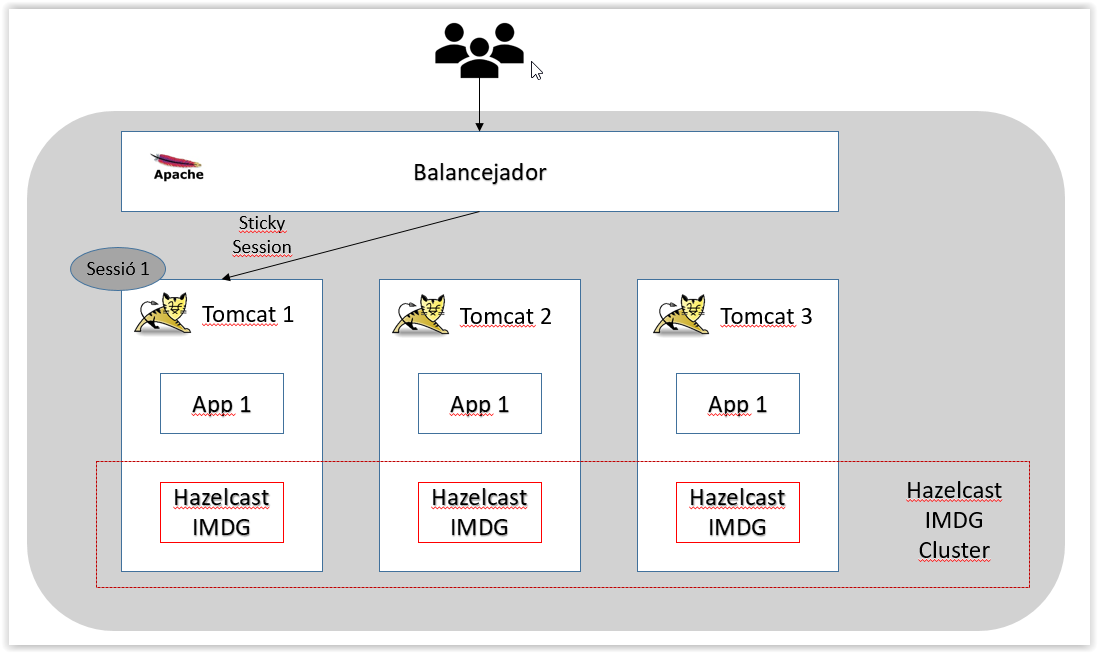 Apache
Balancejador
Sticky
Session
Sessió 1
Tomcat 1
Tomcat 2
Tomcat 3
App 1
App 1
App 1
Hazelcast
IMDG
Hazelcast
IMDG
Hazelcast
IMDG
Hazelcast
IMDG
Cluster